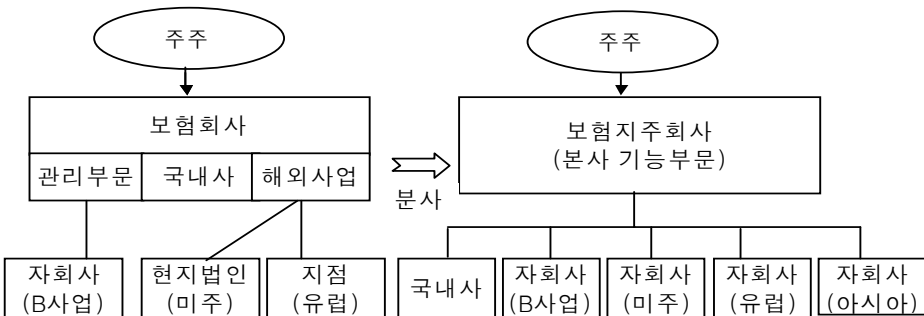 주주
주주
보험회사
관리부문 국내사 해외사업
보험지주회사
(본사 기능부문)
분사
자회사
(B사업)
현지법인
(미주)
지점
(유럽)
국내사
자회사
(B사업)
자회사
(미주)
자회사
(유럽)
자회사
(아시아)